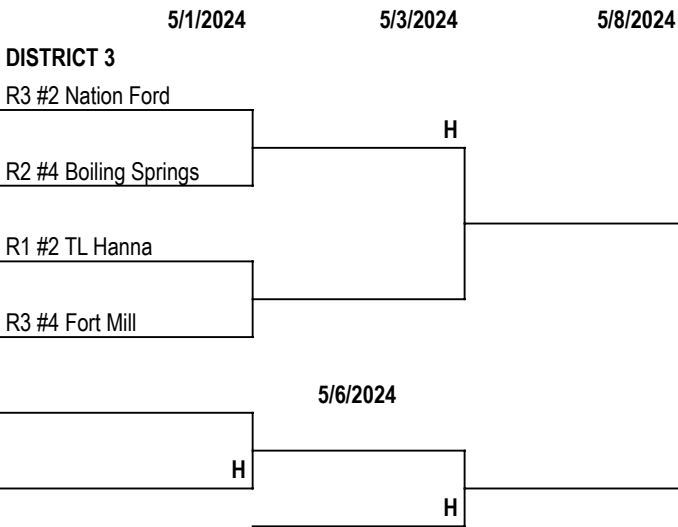 5/1/2024 5/3/2024 5/8/2024
DISTRICT 3
R3 #2 Nation Ford
H
R2 #4 Boiling Springs
R1 #2 TL Hanna
R3 #4 Fort Mill
5/6/2024
H
H